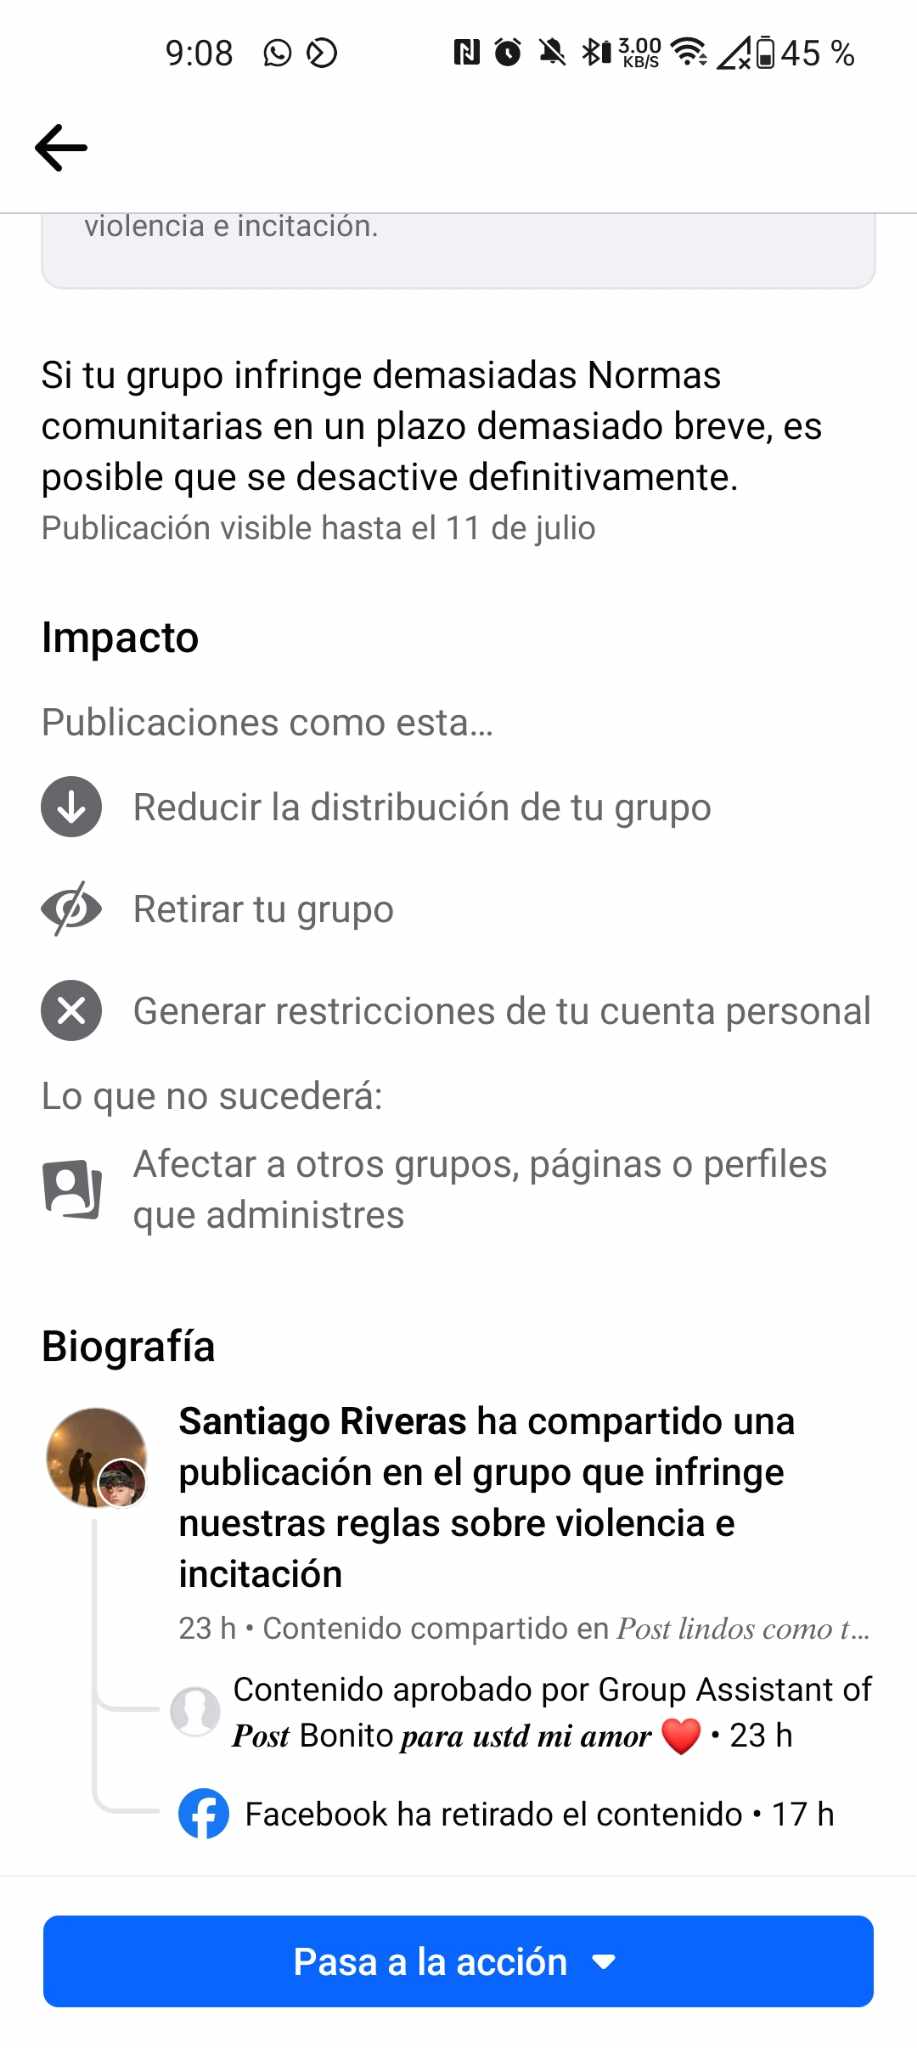 9:08
3.00
KB/S
45 %
violencia e incitación.
Si tu grupo infringe demasiadas Normas
comunitarias en un plazo demasiado breve, es
posible que se desactive definitivamente.
Publicación visible hasta el 11 de julio
Impacto
Publicaciones como esta...
Reducir la distribución de tu grupo
Retirar tu grupo
Generar restricciones de tu cuenta personal
Lo que no sucederá:
Afectar a otros grupos, páginas o perfiles
que administres
Biografía
Santiago Riveras ha compartido una
publicación en el grupo que infringe
nuestras reglas sobre violencia e
incitación
23 h • Contenido compartido en Post lindos como t...
Contenido aprobado por Group Assistant of
Post Bonito para ustd mi amor ❤️ • 23 h
Facebook ha retirado el contenido • 17 h
Pasa a la acción